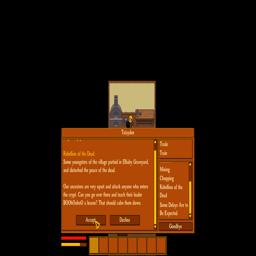 Rebellion of the Dead
Some youngsters of the village partied in Ellisby Graveyard,
and disturbed the peace of the dead.
Our ancestors are very upset and attack anyone who enters
the crypt. Can you go over there and teach their leader
a lesson? That should calm them down.
Accept
Decline
Trade
Train
Mining
Chopping
Rebellion of the
Dead
Some Delays Are to
Be Expected
Goodbye